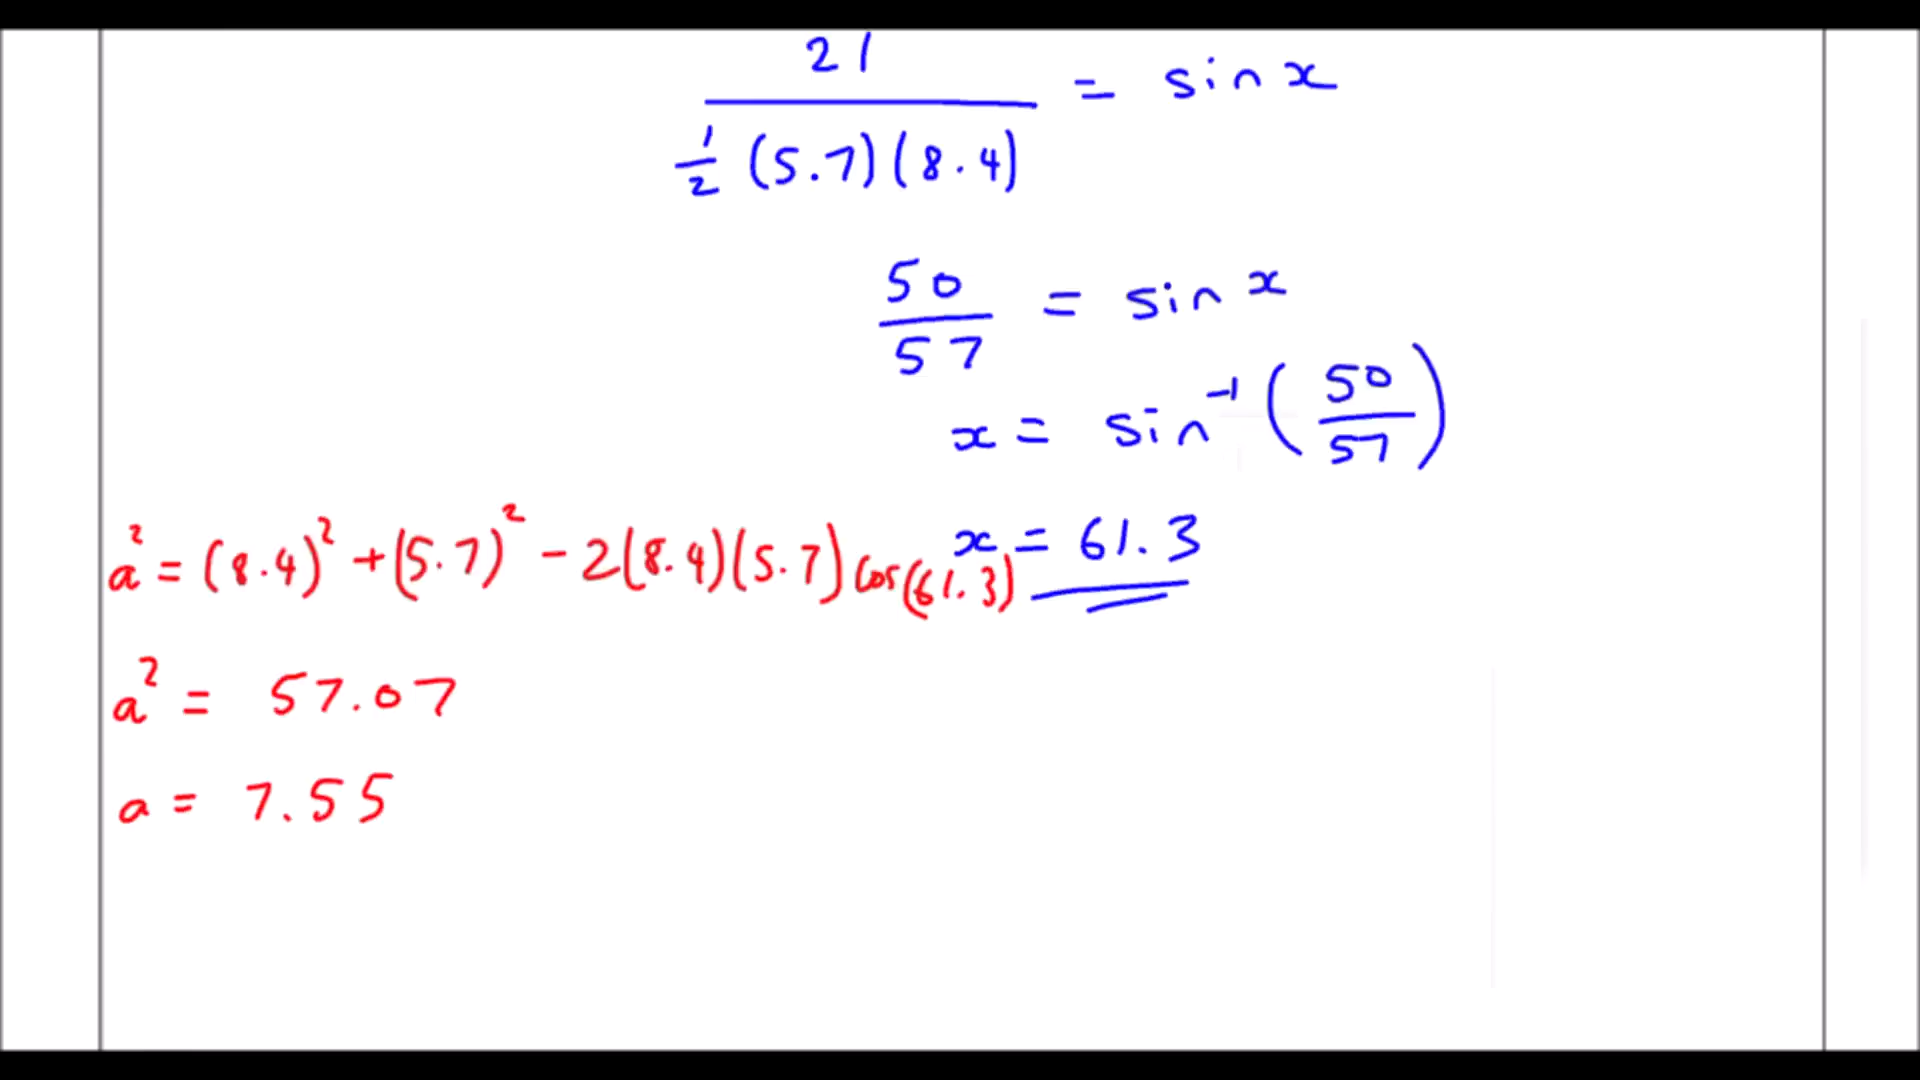 21
───────── = sin x
½ (5.7)(8.4)
50/57 = sin x
x = sin⁻¹ (50/57)
x = 61.3
a² = (8.4)² + (5.7)² - 2(8.4)(5.7) cos(61.3)
a² = 57.07
a = 7.55